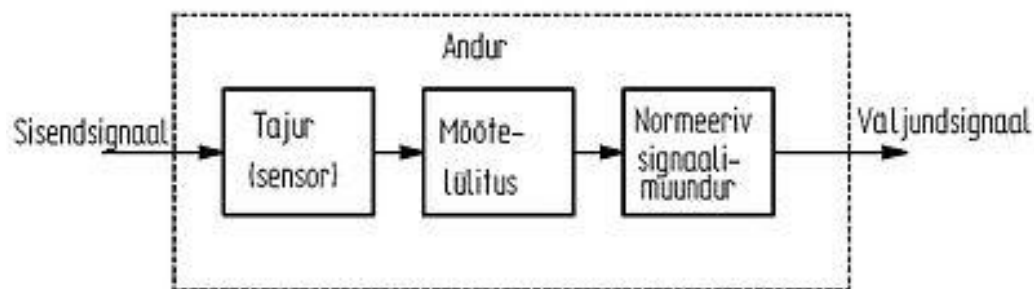 Andur
Sisendsignaal
Tajur
(sensor)
Mõõte-
lülitus
Normeeriv
signaali-
muundur
Väljundsignaal